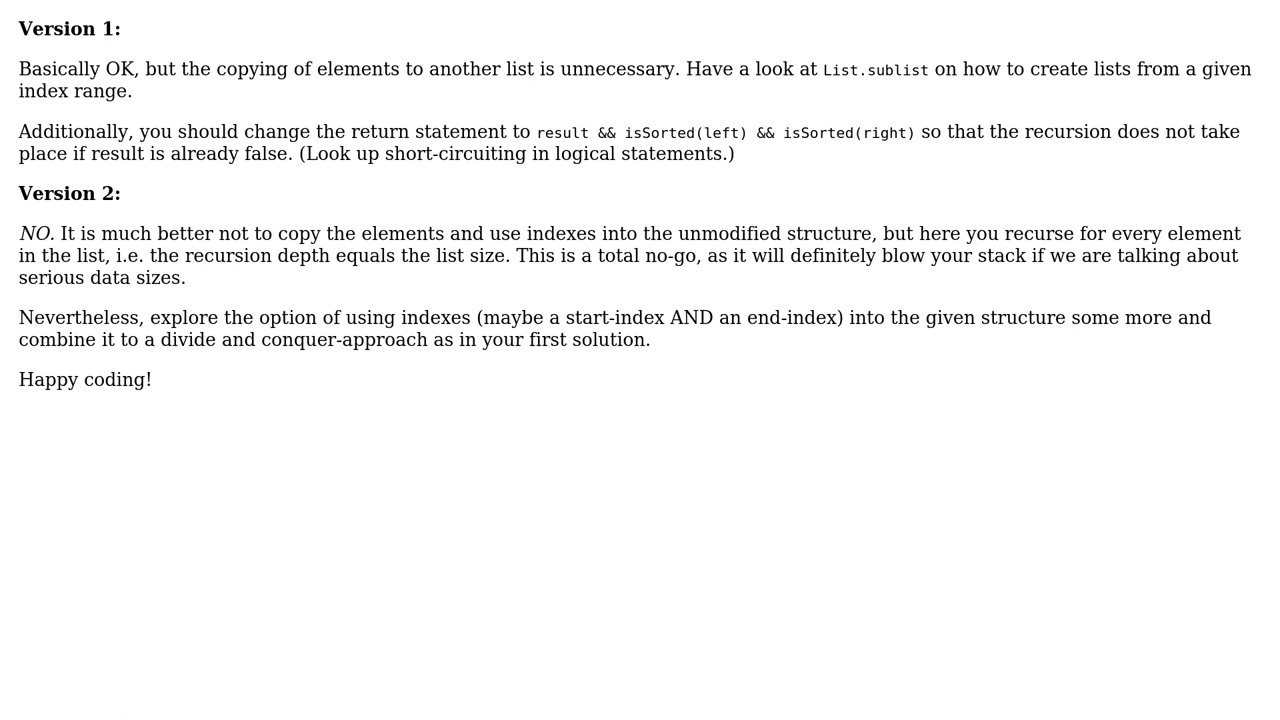 Version 1:
Basically OK, but the copying of elements to another list is unnecessary. Have a look at List.sublist on how to create lists from a given
index range.
Additionally, you should change the return statement to result && isSorted(left) && isSorted(right) so that the recursion does not take
place if result is already false. (Look up short-circuiting in logical statements.)
Version 2:
NO. It is much better not to copy the elements and use indexes into the unmodified structure, but here you recurse for every element
in the list, i.e. the recursion depth equals the list size. This is a total no-go, as it will definitely blow your stack if we are talking about
serious data sizes.
Nevertheless, explore the option of using indexes (maybe a start-index AND an end-index) into the given structure some more and
combine it to a divide and conquer-approach as in your first solution.
Happy coding!